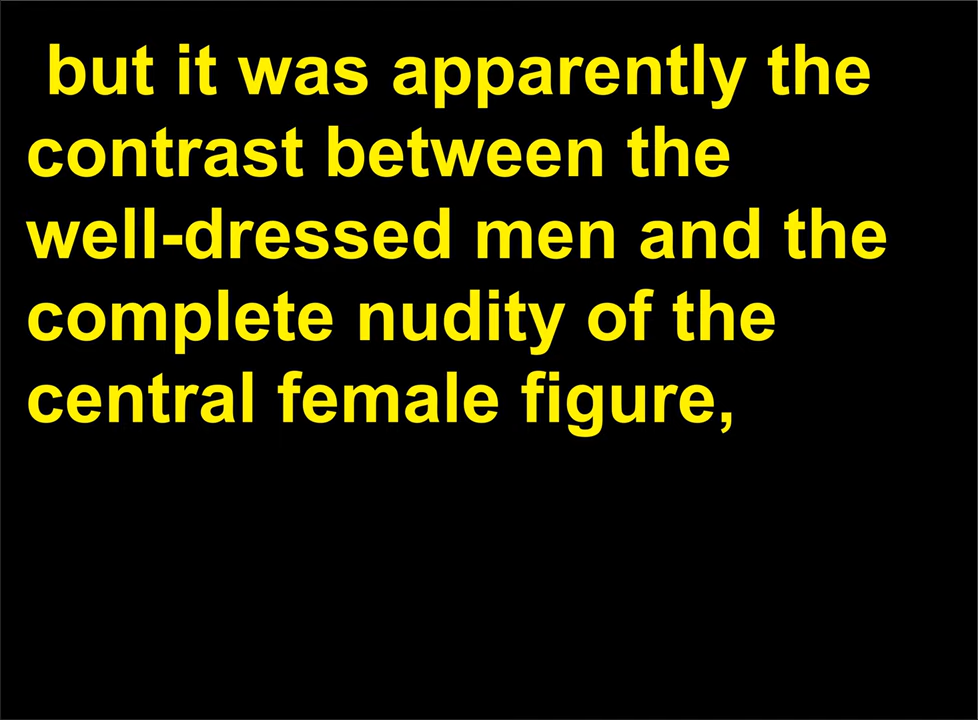 but it was apparently the
contrast between the
well-dressed men and the
complete nudity of the
central female figure,